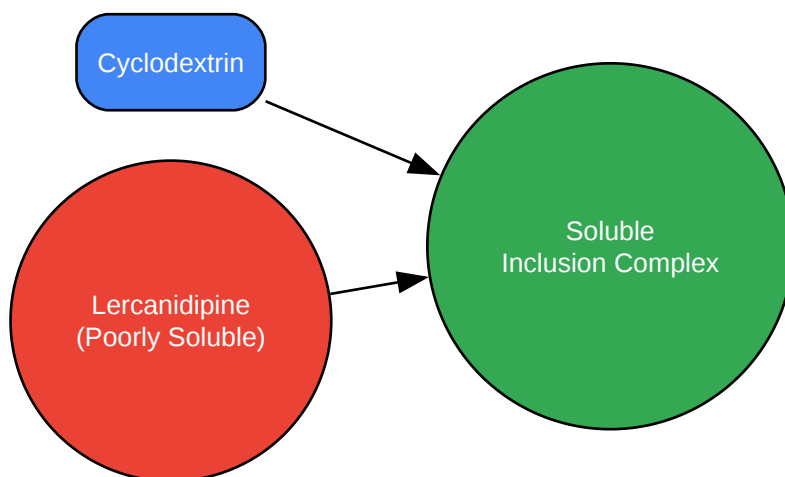 Cyclodextrin
Lercanidipine
(Poorly Soluble)
Soluble
Inclusion Complex